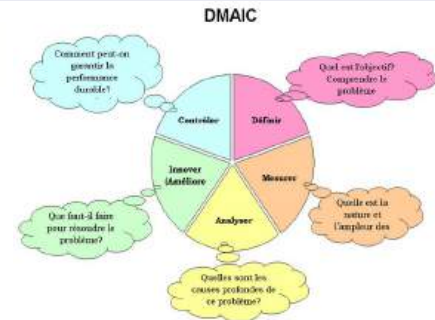 DMAIC
Comment peut-on
garantir la
performance
durable?
Quel est l'objectif?
Comprendre le
problème
Contrôler
Définir
Innover
(Améliore
Mesurer
Analyser
Que faut-il faire
pour résoudre le
problème?
Quelle est la
nature et
l'ampleur des
Quelles sont les
causes profondes de
ce problème?